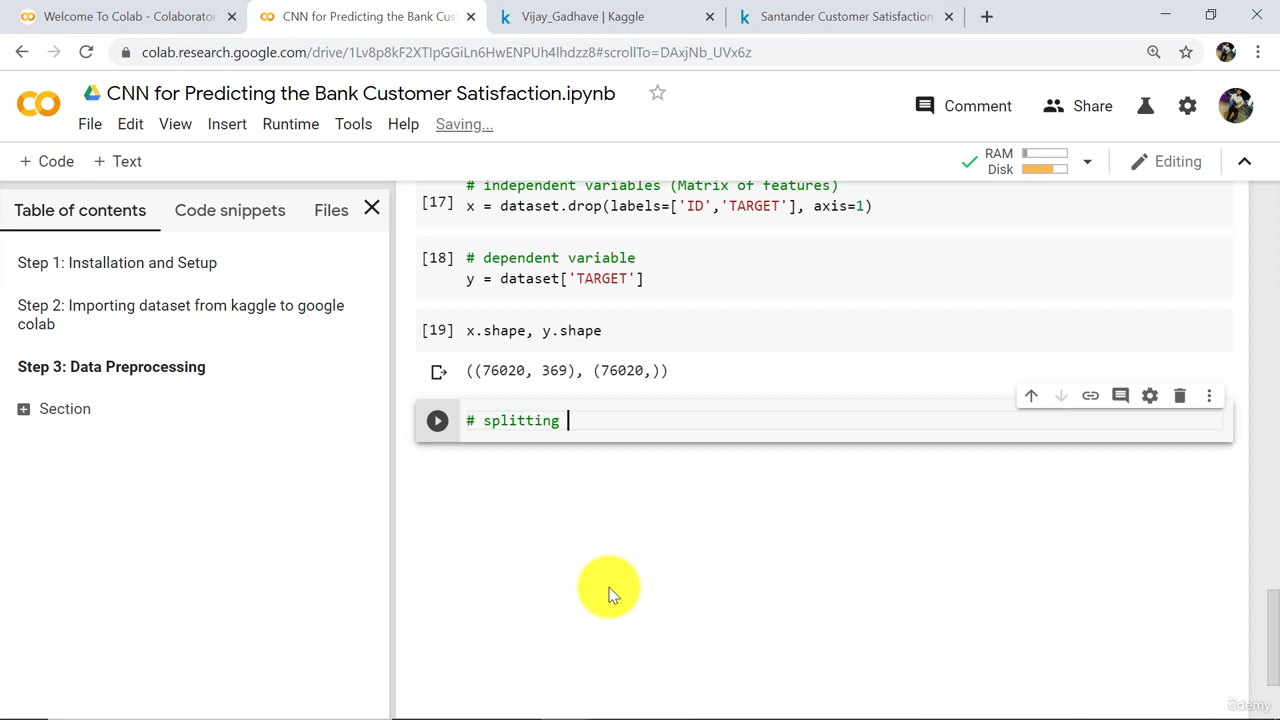 Welcome To Colab - Colaborator
CNN for Predicting the Bank Cus
Vijay_Gadhave | Kaggle
Santander Customer Satisfaction
colab.research.google.com/drive/1Lv8p8kF2XTIpGGiLn6HwENPUh4lhdzz8#scrollTo=DAxjNb_UVx6z
CNN for Predicting the Bank Customer Satisfaction.ipynb
Comment
Share
File Edit View Insert Runtime Tools Help Saving...
+ Code + Text
RAM
Disk
Editing
Table of contents Code snippets Files
Step 1: Installation and Setup
Step 2: Importing dataset from kaggle to google
colab
Step 3: Data Preprocessing
Section
# independent variables (Matrix of features)
[17] x = dataset.drop(labels=['ID','TARGET'], axis=1)
[18] # dependent variable
y = dataset['TARGET']
[19] x.shape, y.shape
((76020, 369), (76020,))
# splitting
ûdemy